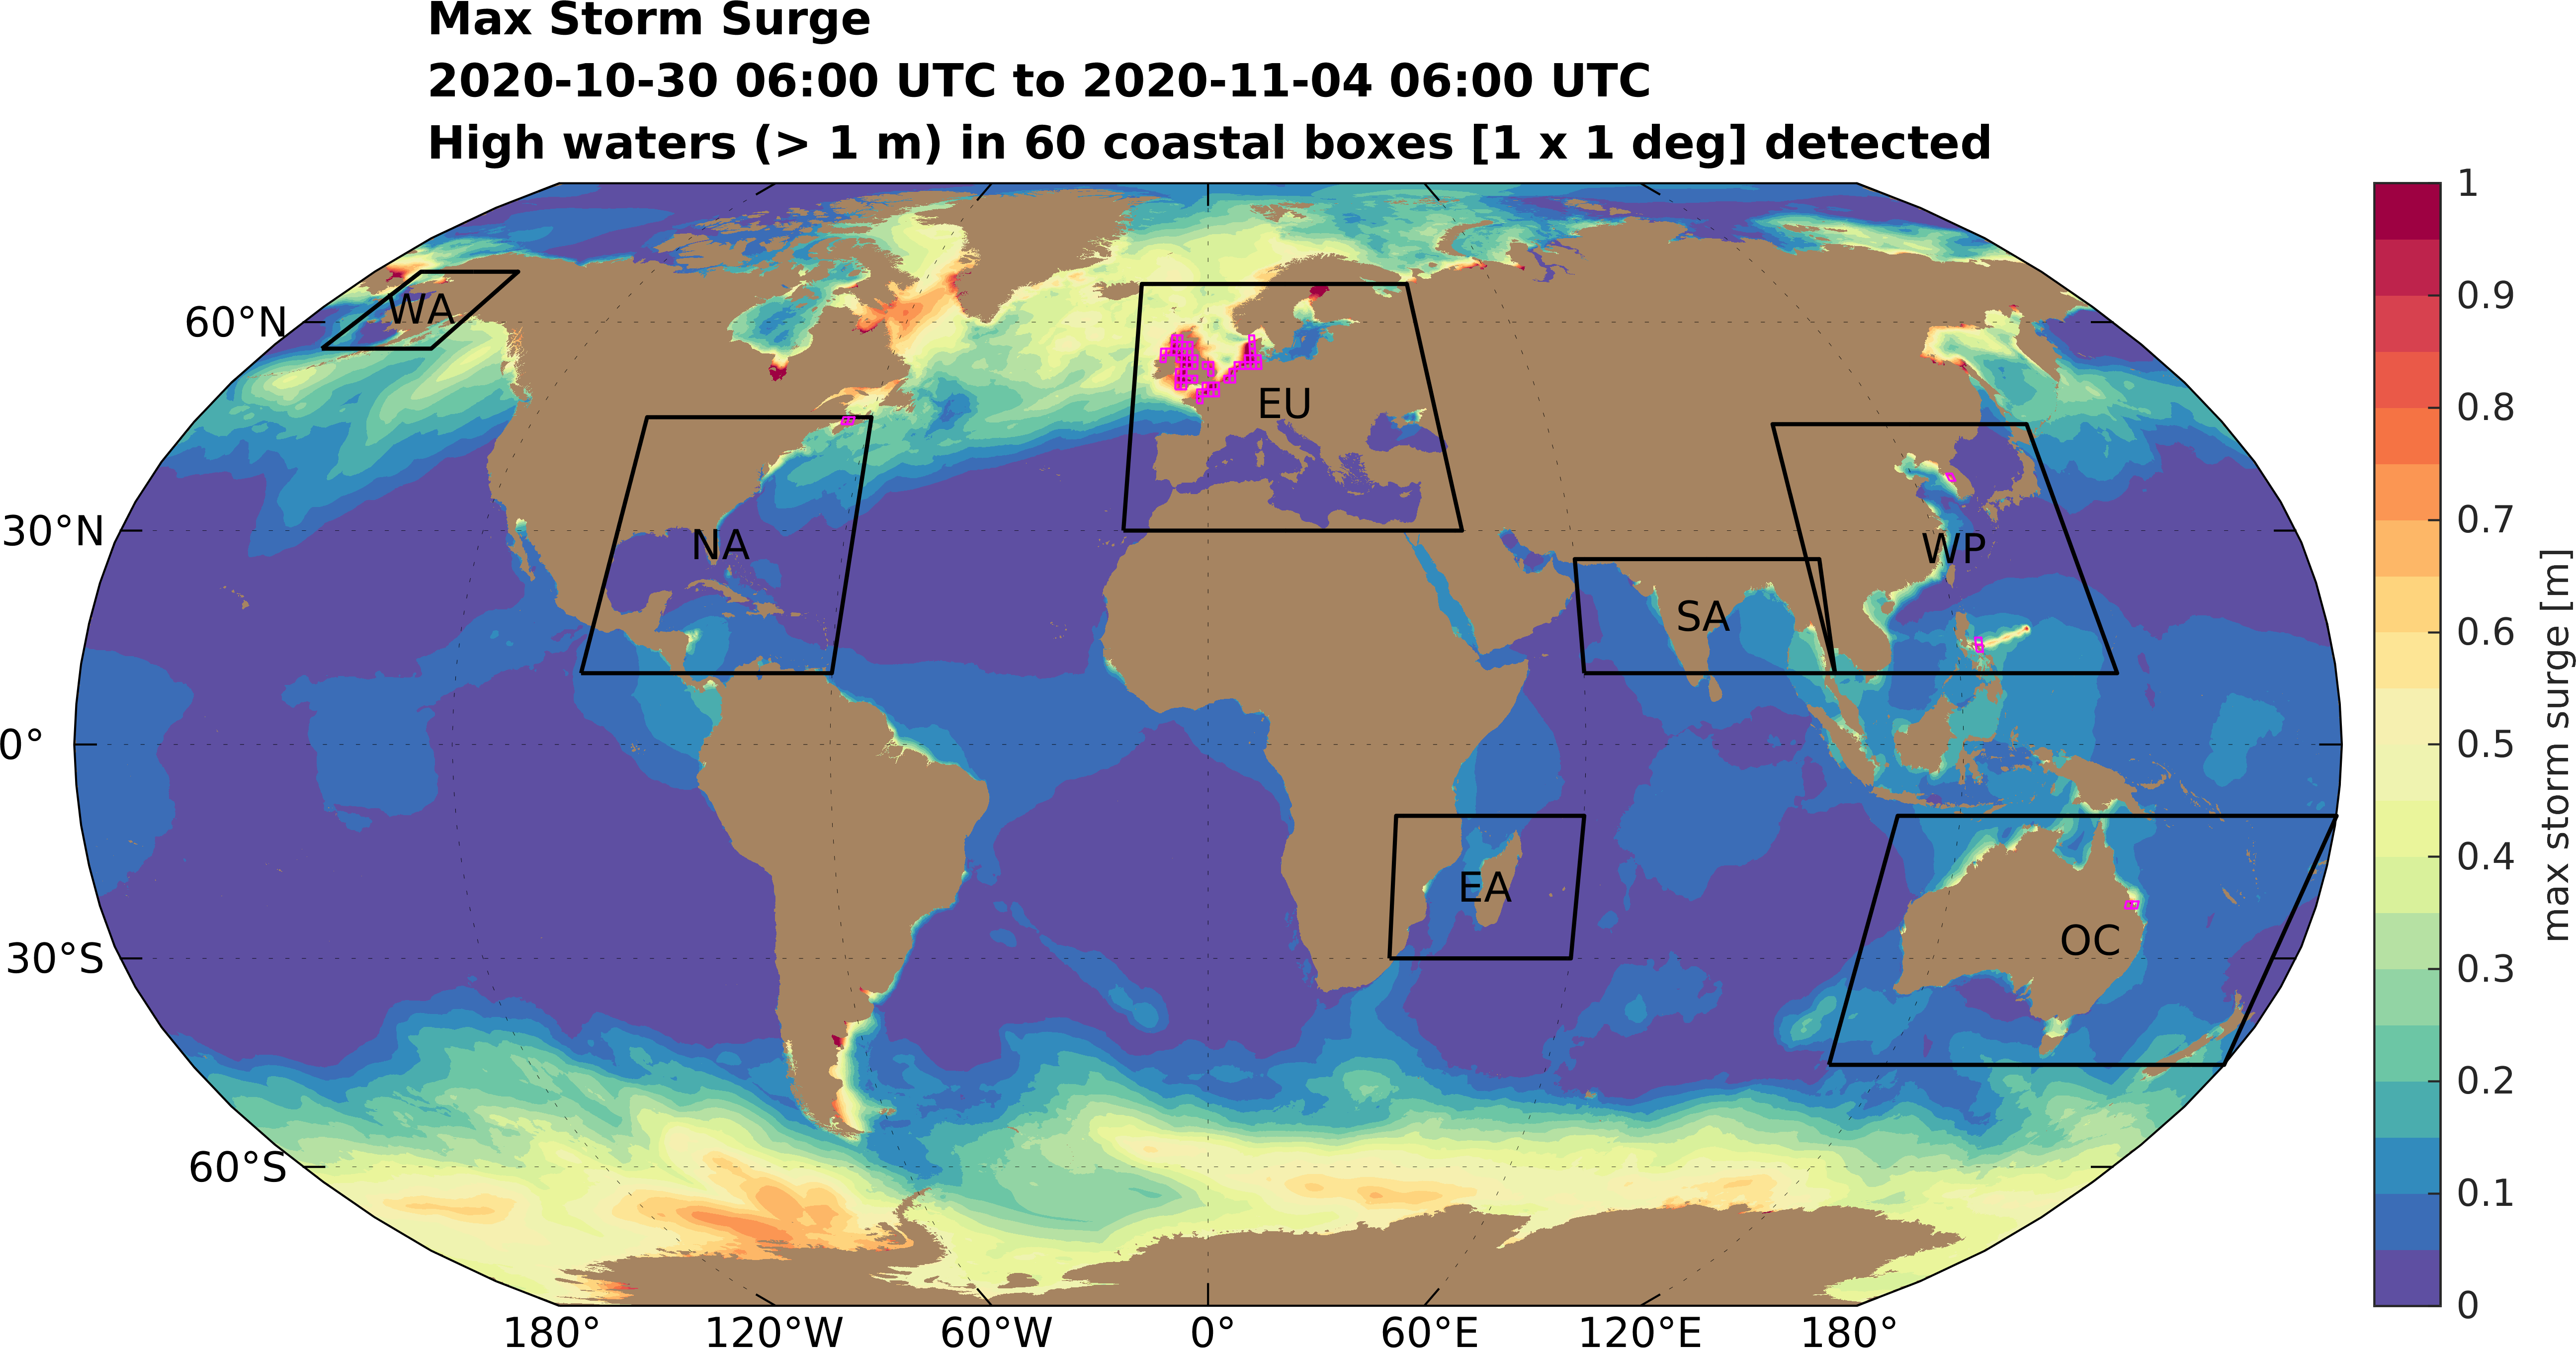 Max Storm Surge
2020-10-30 06:00 UTC to 2020-11-04 06:00 UTC
High waters (> 1 m) in 60 coastal boxes [1 x 1 deg] detected
60°N
30°N
0°
30°S
60°S
180°
120°W
60°W
0°
60°E
120°E
180°
WA
NA
EU
SA
WP
EA
OC
1
0.9
0.8
0.7
0.6
0.5
0.4
0.3
0.2
0.1
0
max storm surge [m]